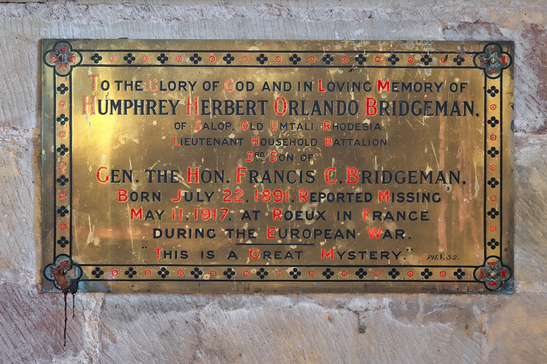 TO THE GLORY OF GOD AND IN LOVING MEMORY OF
HUMPHREY HERBERT ORLANDO BRIDGEMAN,
OF SALOP, OLD UMTALI, RHODESIA.
LIEUTENANT HOUSEHOLD BATTALION.
3RD SON OF
GEN. THE HON. FRANCIS C. BRIDGEMAN,
BORN JULY 22, 1891. REPORTED MISSING
MAY 11, 1917, AT ROEUX IN FRANCE
DURING THE EUROPEAN WAR.
"THIS IS A GREAT MYSTERY." PH. V. 32.